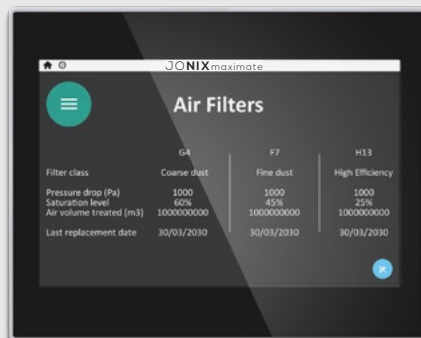 JONIXmaximate
Air Filters
G4 F7 H13
Filter class Coarse dust Fine dust High Efficiency
Pressure drop (Pa) 1000 1000 1000
Saturation level 60% 45% 25%
Air volume treated (m3) 1000000000 1000000000 1000000000
Last replacement date 30/03/2030 30/03/2030 30/03/2030